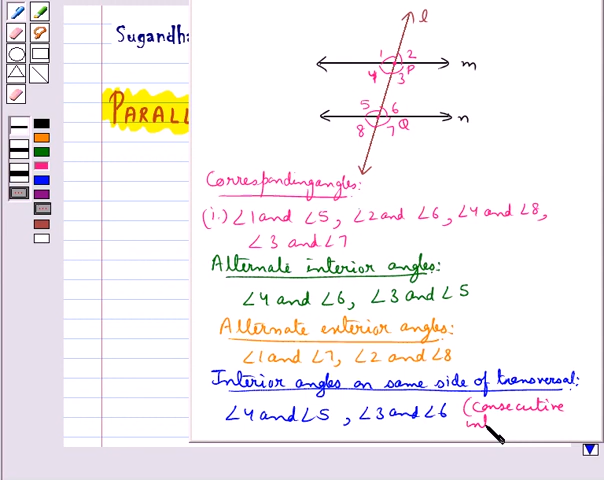 Sugandha
PARALL
l
1 2
m
4 P
3
5 6
n
8 7 Q
Correspondingangles:
(i.) ∠1 and ∠5, ∠2 and ∠6, ∠4 and ∠8,
∠3 and ∠7
Alternate interior angles:
∠4 and ∠6, ∠3 and ∠5
Alternate exterior angles:
∠1 and ∠7, ∠2 and ∠8
Interior angles on same side of transversal:
∠4 and ∠5, ∠3 and ∠6 (Consecutive
int